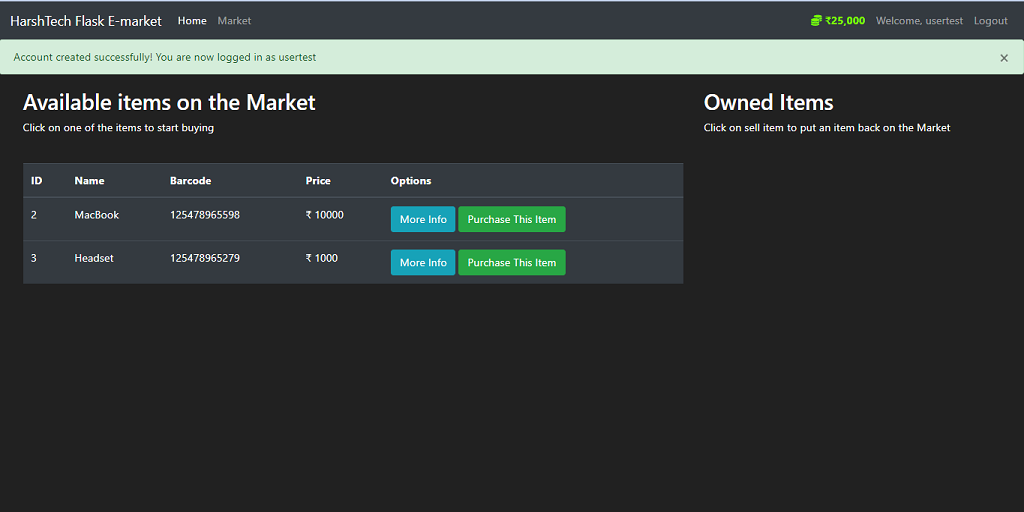 HarshTech Flask E-market Home Market ₹25,000 Welcome, usertest Logout
Account created successfully! You are now logged in as usertest ×
Available items on the Market
Click on one of the items to start buying
Owned Items
Click on sell item to put an item back on the Market
ID Name Barcode Price Options
2 MacBook 125478965598 ₹ 10000 More Info Purchase This Item
3 Headset 125478965279 ₹ 1000 More Info Purchase This Item